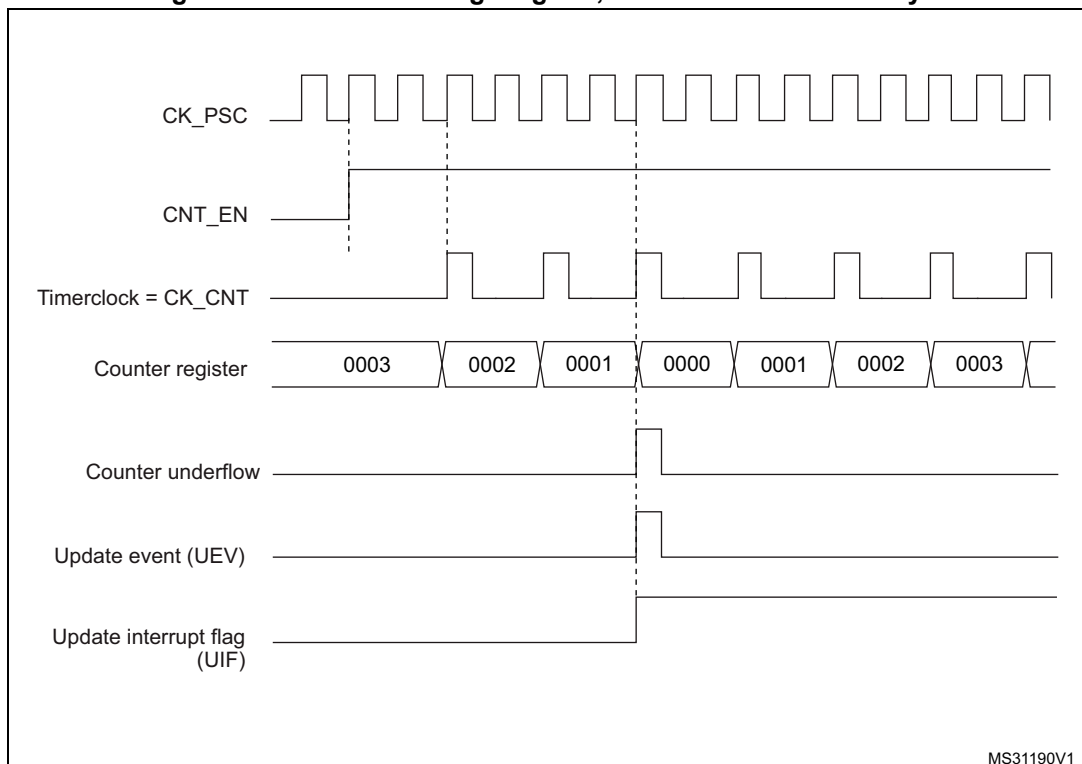 CK_PSC
CNT_EN
Timerclock = CK_CNT
Counter register 0003 0002 0001 0000 0001 0002 0003
Counter underflow
Update event (UEV)
Update interrupt flag
(UIF)
MS31190V1